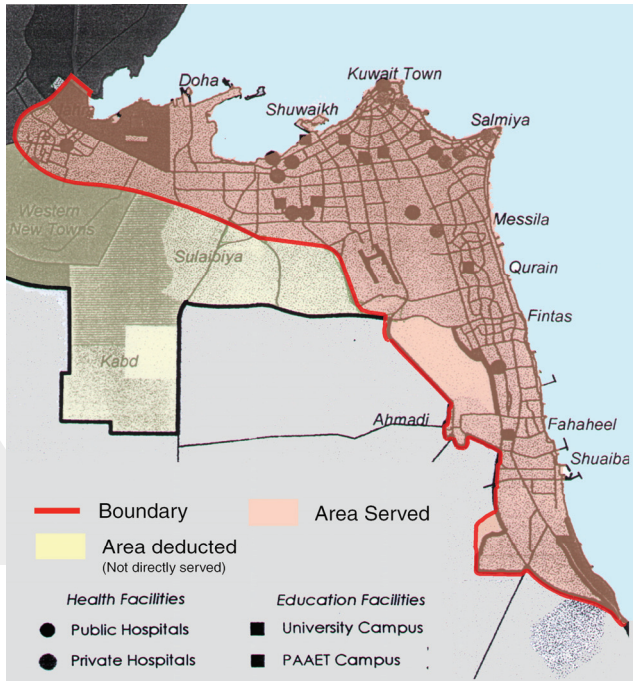 Doha
Kuwait Town
Shuwaikh
Salmiya
Western
New Towns
Messila
Sulaibiya
Qurain
Fintas
Kabd
Ahmadi
Fahaheel
Shuaiba
Boundary
Area Served
Area deducted
(Not directly served)
Health Facilities
Education Facilities
Public Hospitals
University Campus
Private Hospitals
PAAET Campus